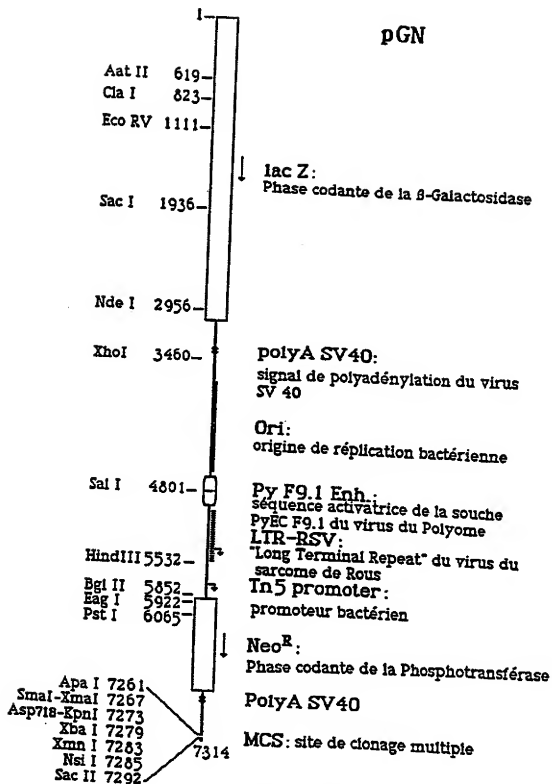 pGN
1
Aat II 619
Cla I 823
Eco RV 1111
lac Z:
Phase codante de la β-Galactosidase
Sac I 1936
Nde I 2956
XhoI 3460
polyA SV40:
signal de polyadénylation du virus
SV 40
Ori:
origine de réplication bactérienne
Sal I 4801
Py F9.1 Enh.:
séquence activatrice de la souche
PyEC F9.1 du virus du Polyome
LTR-RSV:
"Long Terminal Repeat" du virus du
sarcome de Rous
HindIII 5532
Bgl II 5852
Tn5 promoter:
promoteur bactérien
Eag I 5922
Pst I 6065
Neoᴿ:
Phase codante de la Phosphotransférase
PolyA SV40
Apa I 7261
SmaI-XmaI 7267
Asp718-KpnI 7273
Xba I 7279
Xmn I 7283
Nsi I 7285
Sac II 7292
7314
MCS: site de clonage multiple